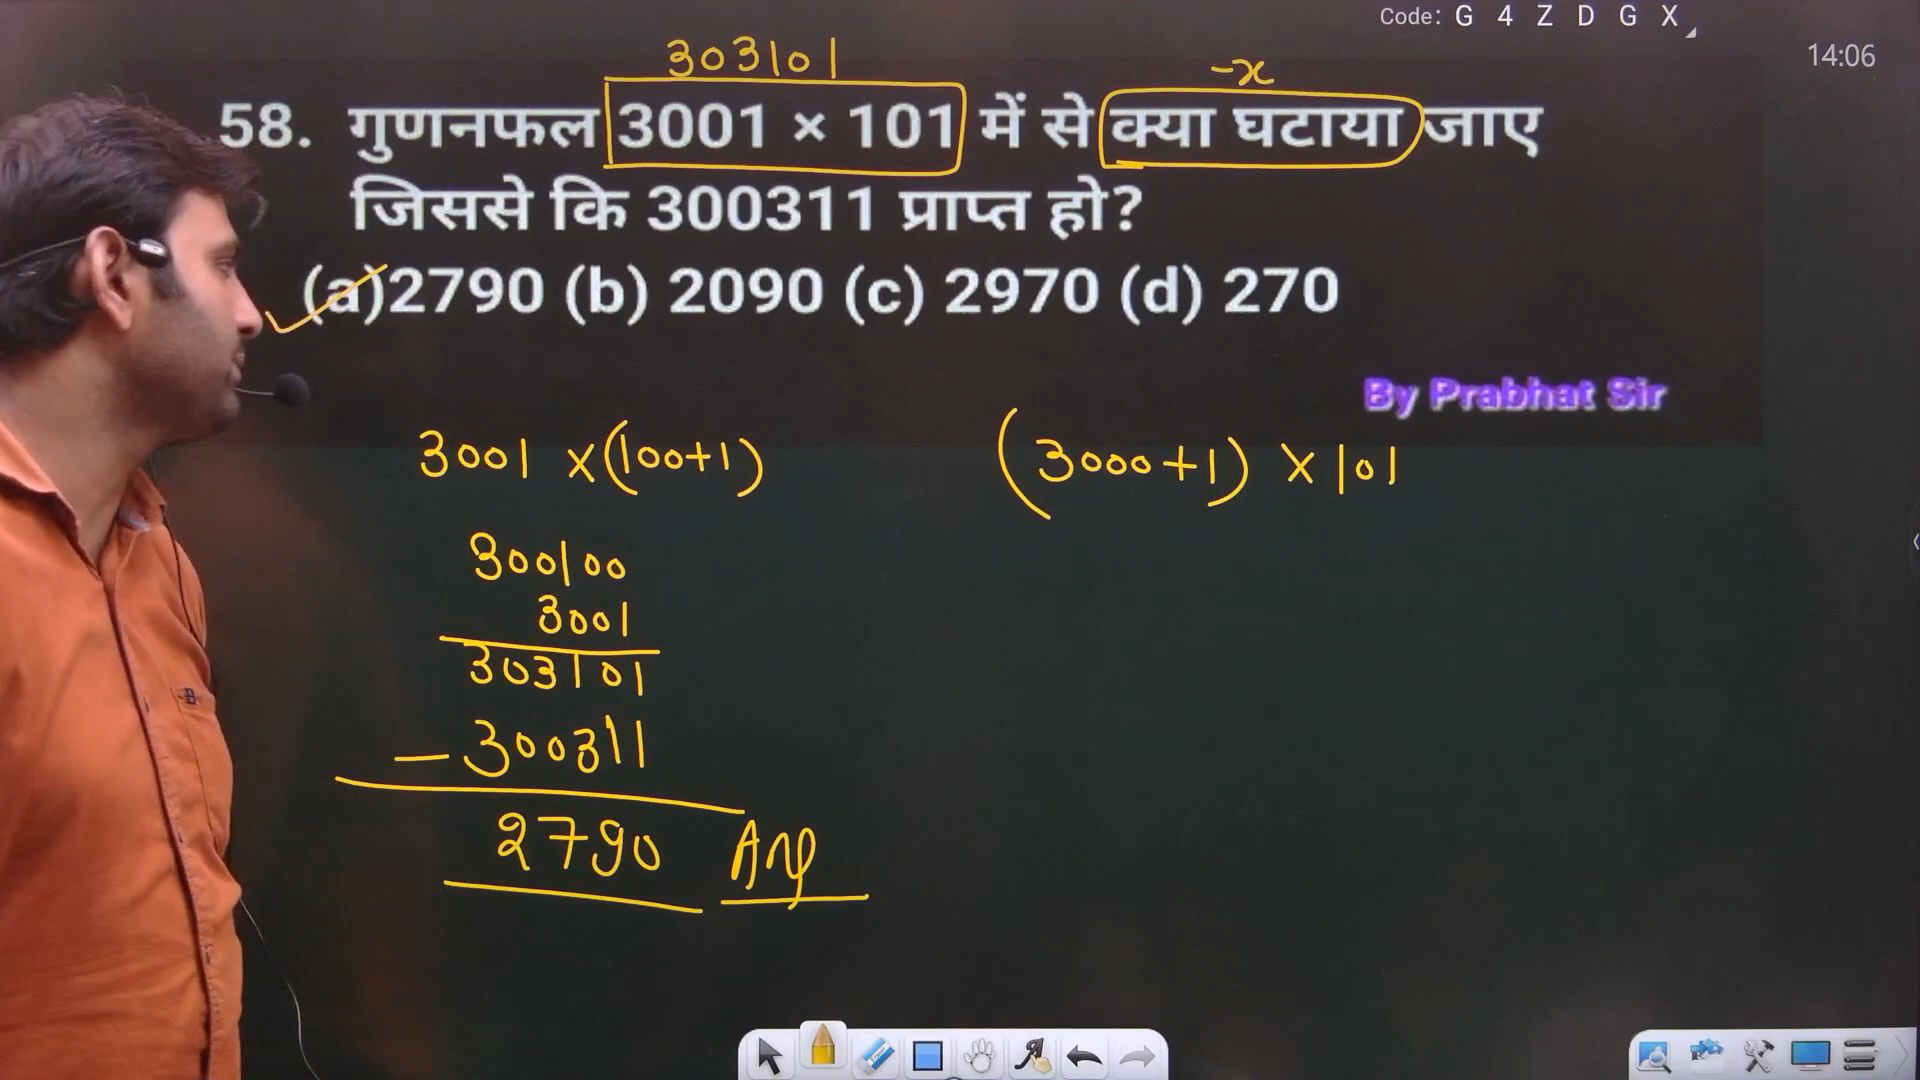 Code: G 4 Z D G X
14:06
303101
-x
58. गुणनफल 3001 × 101 में से क्या घटाया जाए
जिससे कि 300311 प्राप्त हो?
(a)2790 (b) 2090 (c) 2970 (d) 270
By Prabhat Sir
3001 ×(100+1)
(3000+1) × 101
300100
3001
303101
-300311
2790 Ans